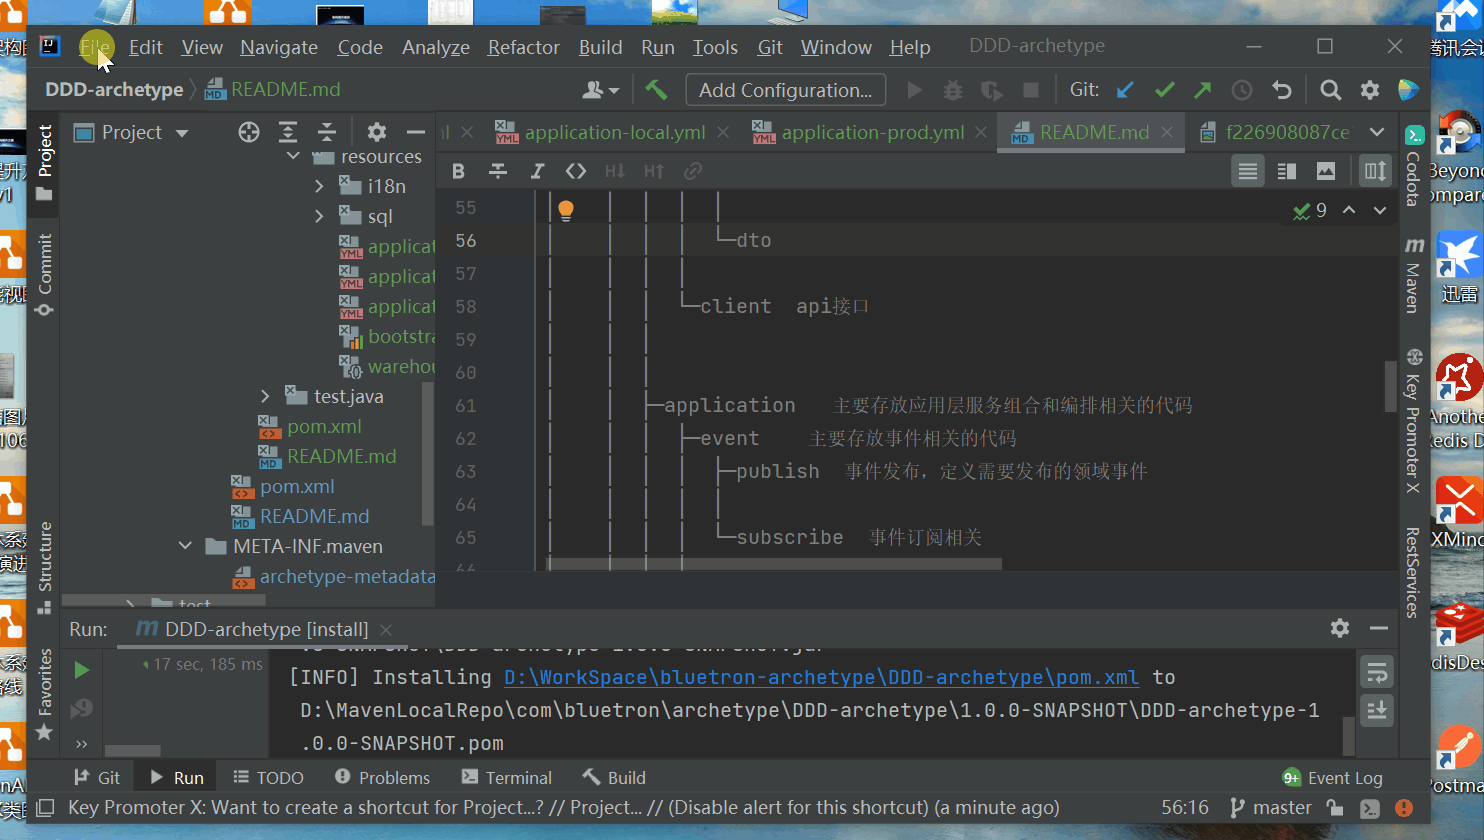 File Edit View Navigate Code Analyze Refactor Build Run Tools Git Window Help DDD-archetype
DDD-archetype README.md Add Configuration... Git:
Project
application-local.yml application-prod.yml README.md f226908087ce
resources
i18n
sql
applicat
applicat
applicat
bootstra
warehou
test.java
pom.xml
README.md
pom.xml
README.md
META-INF.maven
archetype-metadata
test
9
55
56 └─dto
57
58 └─client api接口
59
60
61 ├─application 主要存放应用层服务组合和编排相关的代码
62 ├─event 主要存放事件相关的代码
63 ├─publish 事件发布，定义需要发布的领域事件
64
65 └─subscribe 事件订阅相关
66
Project
Commit
Structure
Favorites
Codota
Maven
Key Promoter X
RestServices
Run: DDD-archetype [install]
17 sec, 185 ms
[INFO] Installing D:\WorkSpace\bluetron-archetype\DDD-archetype\pom.xml to
D:\MavenLocalRepo\com\bluetron\archetype\DDD-archetype\1.0.0-SNAPSHOT\DDD-archetype-1
.0.0-SNAPSHOT.pom
Git Run TODO Problems Terminal Build 9+ Event Log
Key Promoter X: Want to create a shortcut for Project...? // Project... // (Disable alert for this shortcut) (a minute ago) 56:16 master
腾讯会
Beyon
ompare
迅雷
Anothe
Redis D
XMind
disDes
Postma